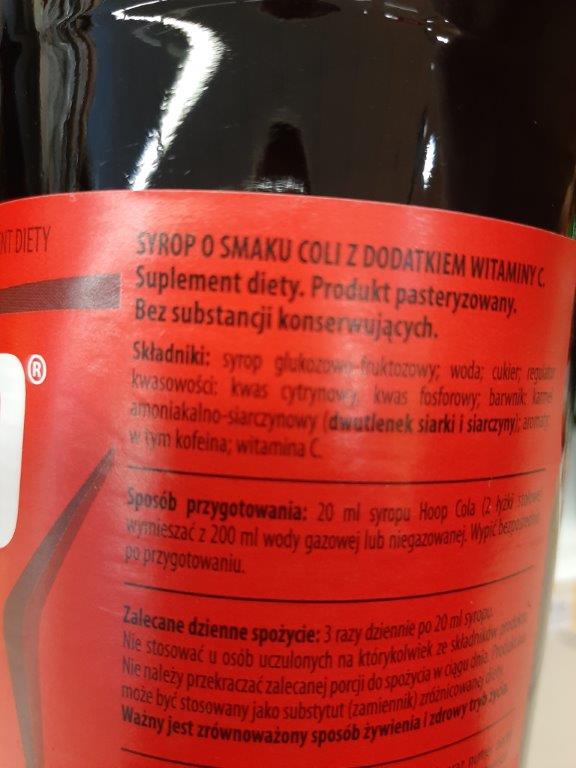 NT DIETY
®
SYROP O SMAKU COLI Z DODATKIEM WITAMINY C.
Suplement diety. Produkt pasteryzowany.
Bez substancji konserwujących.
Składniki: syrop glukozowo-fruktozowy; woda; cukier; regulator
kwasowości: kwas cytrynowy, kwas fosforowy; barwnik: karmel
amoniakalno-siarczynowy (dwutlenek siarki i siarczyny); aromaty,
w tym kofeina; witamina C.
Sposób przygotowania: 20 ml syropu Hoop Cola (2 łyżki stołowe)
wymieszać z 200 ml wody gazowej lub niegazowanej. Wypić bezpośrednio
po przygotowaniu.
Zalecane dzienne spożycie: 3 razy dziennie po 20 ml syropu.
Nie stosować u osób uczulonych na którykolwiek ze składników produktu.
Nie należy przekraczać zalecanej porcji do spożycia w ciągu dnia. Produkt nie
może być stosowany jako substytut (zamiennik) zróżnicowanej diety.
Ważny jest zrównoważony sposób żywienia i zdrowy tryb życia.